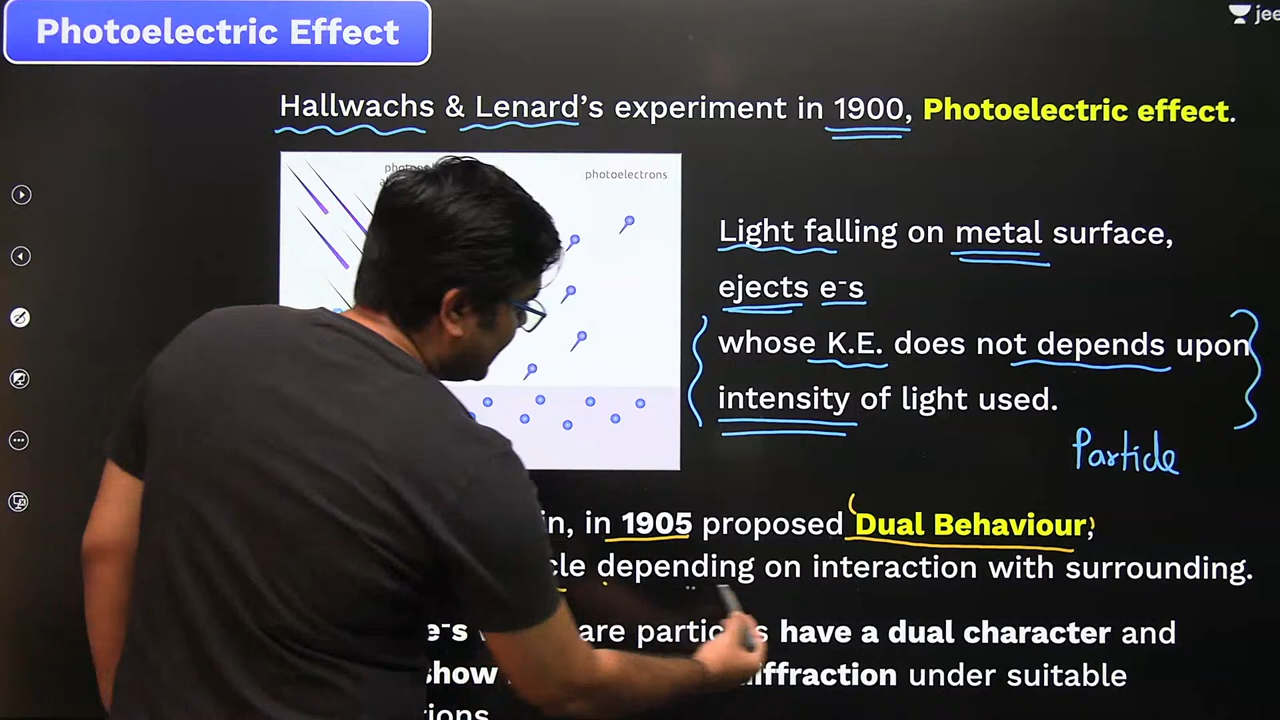 Photoelectric Effect
jee
Hallwachs & Lenard's experiment in 1900, Photoelectric effect.
photoelectrons
Light falling on metal surface,
ejects e⁻s
whose K.E. does not depends upon
intensity of light used.
Particle
in, in 1905 proposed 'Dual Behaviour,
cle depending on interaction with surrounding.
e⁻s are have a dual character and
show diffraction under suitable